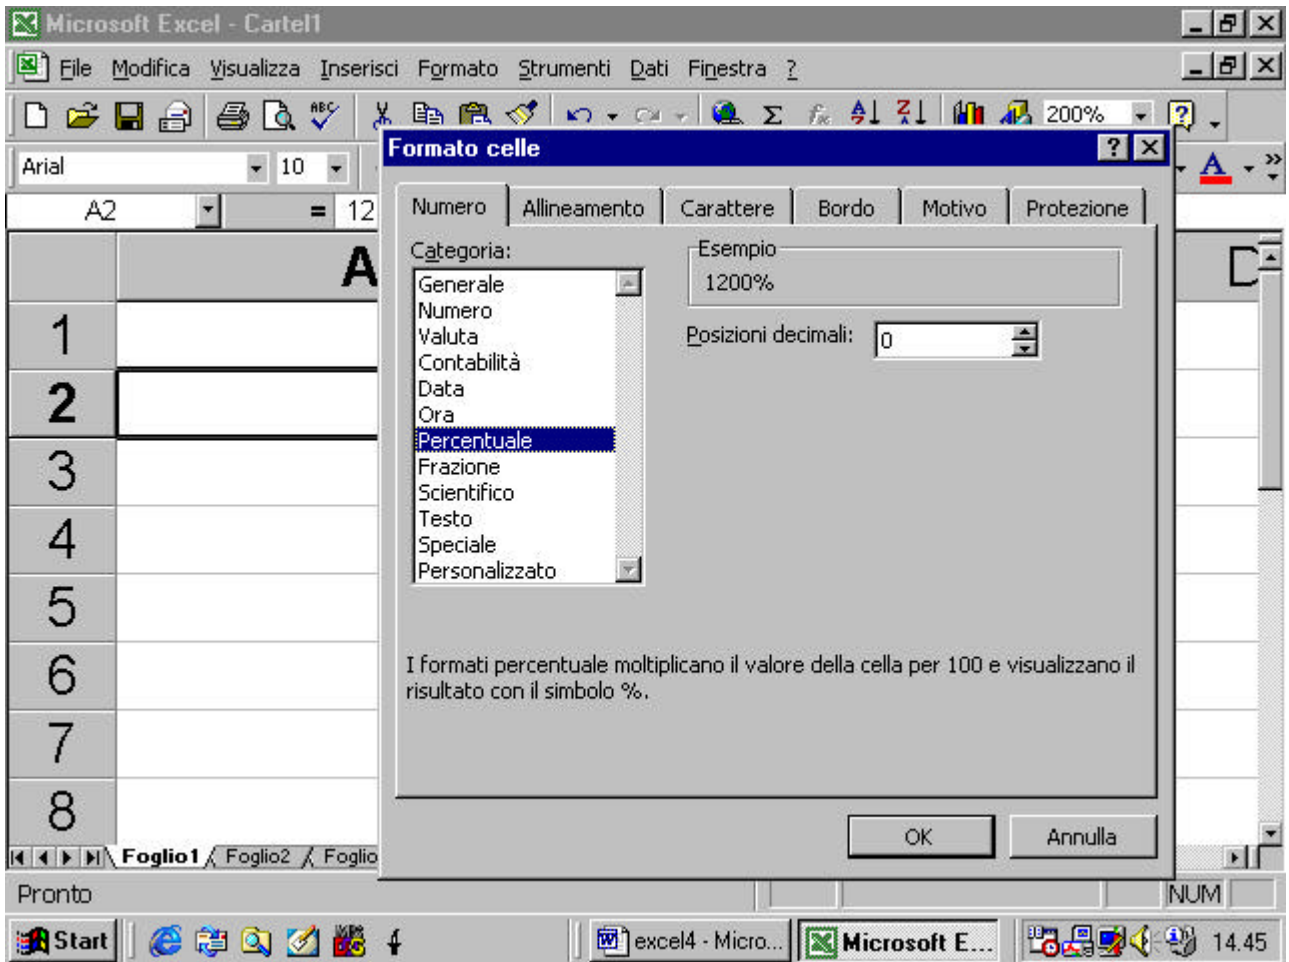 Microsoft Excel - Cartel1
File Modifica Visualizza Inserisci Formato Strumenti Dati Finestra ?
ABC Σ 200% ?
Arial 10 A »
A2 = 12
Formato celle ? X
Numero Allineamento Carattere Bordo Motivo Protezione
Categoria:
Generale
Numero
Valuta
Contabilità
Data
Ora
Percentuale
Frazione
Scientifico
Testo
Speciale
Personalizzato
Esempio
1200%
Posizioni decimali: 0
I formati percentuale moltiplicano il valore della cella per 100 e visualizzano il
risultato con il simbolo %.
OK Annulla
A D
1
2
3
4
5
6
7
8
Foglio1 Foglio2 Foglio
Pronto NUM
Start excel4 - Micro... Microsoft E... 14.45